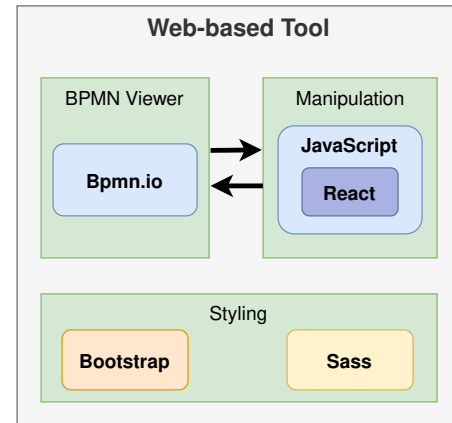 Web-based Tool
BPMN Viewer
Manipulation
Bpmn.io
JavaScript
React
Styling
Bootstrap
Sass